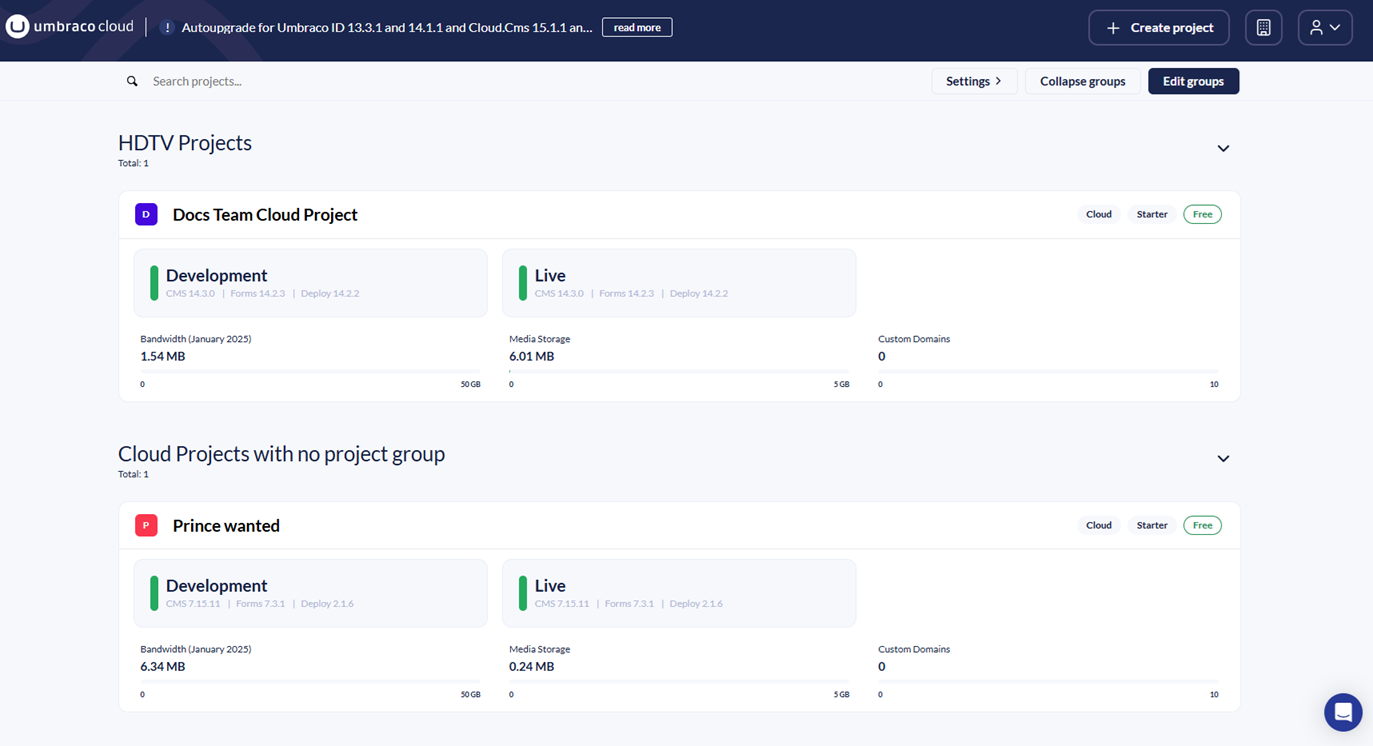 umbraco cloud
! Autoupgrade for Umbraco ID 13.3.1 and 14.1.1 and Cloud.Cms 15.1.1 an... read more
+ Create project
Search projects...
Settings >
Collapse groups
Edit groups
HDTV Projects
Total: 1
D Docs Team Cloud Project
Cloud Starter Free
Development
CMS 14.3.0 | Forms 14.2.3 | Deploy 14.2.2
Live
CMS 14.3.0 | Forms 14.2.3 | Deploy 14.2.2
Bandwidth (January 2025)
1.54 MB
0 50 GB
Media Storage
6.01 MB
0 5 GB
Custom Domains
0
0 10
Cloud Projects with no project group
Total: 1
P Prince wanted
Cloud Starter Free
Development
CMS 7.15.11 | Forms 7.3.1 | Deploy 2.1.6
Live
CMS 7.15.11 | Forms 7.3.1 | Deploy 2.1.6
Bandwidth (January 2025)
6.34 MB
0 50 GB
Media Storage
0.24 MB
0 5 GB
Custom Domains
0
0 10